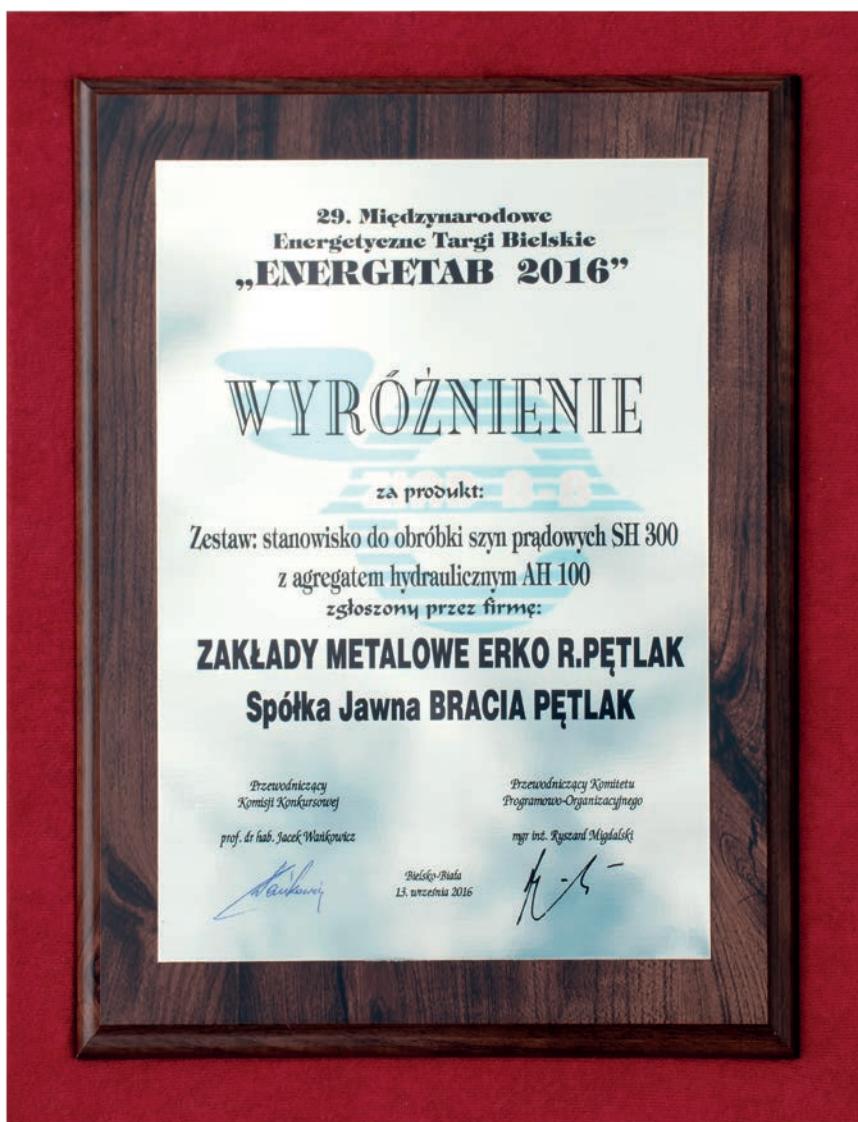 29. Międzynarodowe
Energetyczne Targi Bielskie
„ENERGETAB 2016”
WYRÓŻNIENIE
ZIAD B-B
za produkt:
Zestaw: stanowisko do obróbki szyn prądowych SH 300
z agregatem hydraulicznym AH 100
zgłoszony przez firmę:
ZAKŁADY METALOWE ERKO R.PĘTLAK
Spółka Jawna BRACIA PĘTLAK
Przewodniczący
Komisji Konkursowej
prof. dr hab. Jacek Wańkowicz
Przewodniczący Komitetu
Programowo-Organizacyjnego
mgr inż. Ryszard Migdalski
Bielsko-Biała
13. września 2016